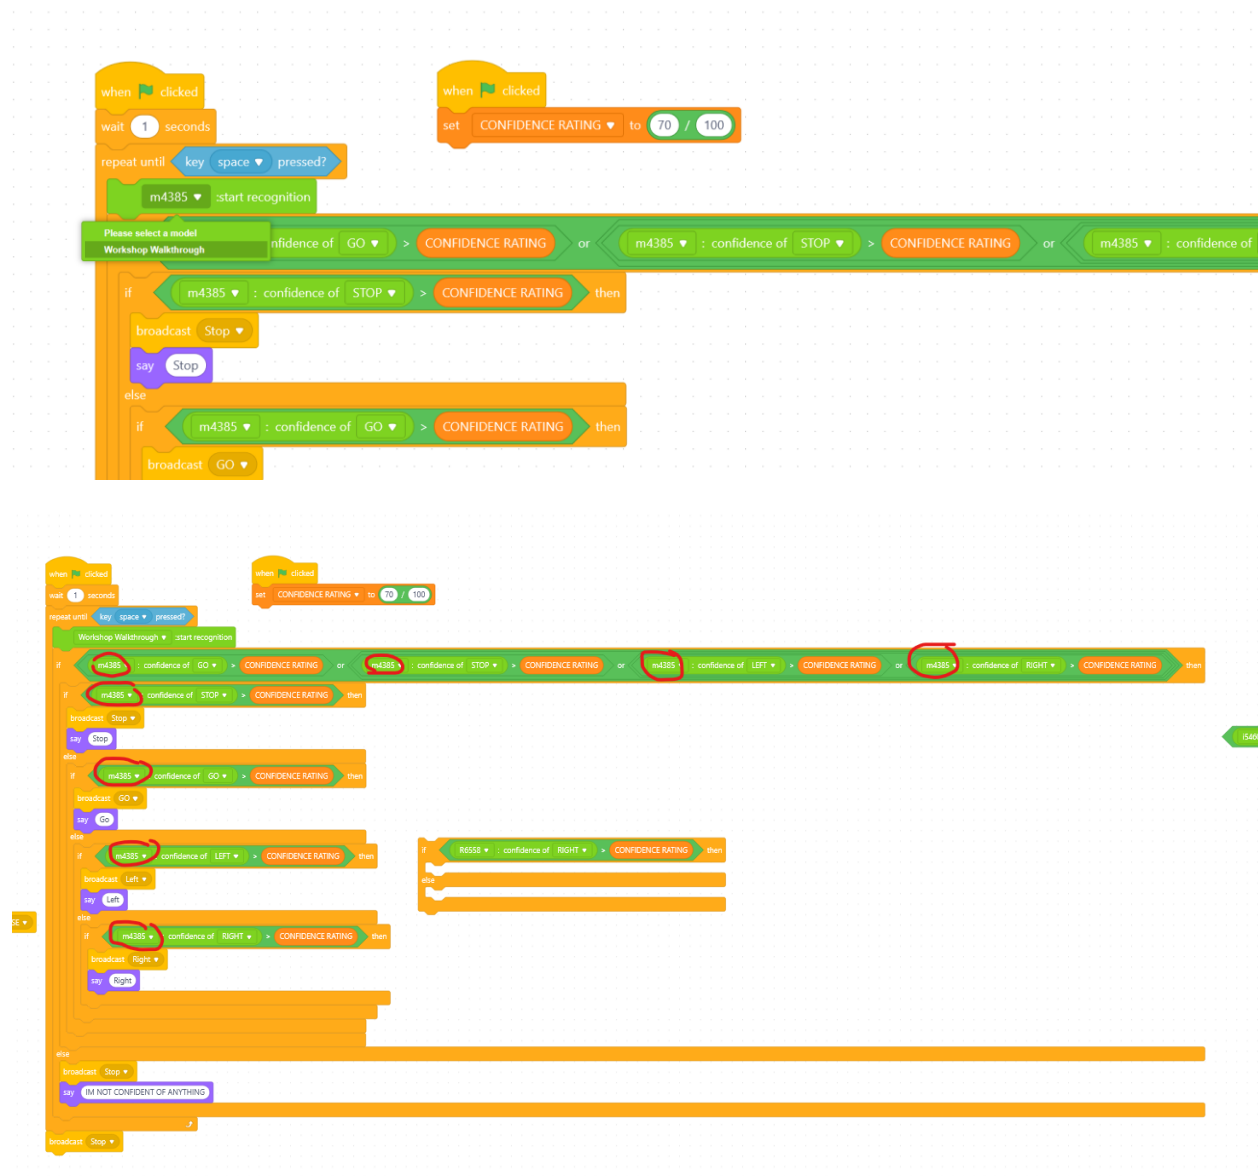 when clicked
when clicked
wait 1 seconds
set CONFIDENCE RATING to 70 / 100
repeat until key space pressed?
m4385 :start recognition
Please select a model
Workshop Walkthrough
nfidence of GO > CONFIDENCE RATING or m4385 : confidence of STOP > CONFIDENCE RATING or m4385 : confidence of
if m4385 : confidence of STOP > CONFIDENCE RATING then
broadcast Stop
say Stop
else
if m4385 : confidence of GO > CONFIDENCE RATING then
broadcast GO
when clicked
when clicked
wait 1 seconds
set CONFIDENCE RATING to 70 / 100
repeat until key space pressed?
Workshop Walkthrough :start recognition
if m4385 : confidence of GO > CONFIDENCE RATING or m4385 : confidence of STOP > CONFIDENCE RATING or m4385 : confidence of LEFT > CONFIDENCE RATING or m4385 : confidence of RIGHT > CONFIDENCE RATING then
if m4385 confidence of STOP > CONFIDENCE RATING then
broadcast Stop
say Stop
else
if m4385 confidence of GO > CONFIDENCE RATING then
broadcast GO
say Go
else
if m4385 confidence of LEFT > CONFIDENCE RATING then
if R6558 : confidence of RIGHT > CONFIDENCE RATING then
broadcast Left
else
say Left
else
if m4385 confidence of RIGHT > CONFIDENCE RATING then
broadcast Right
say Right
else
broadcast Stop
say IM NOT CONFIDENT OF ANYTHING
broadcast Stop